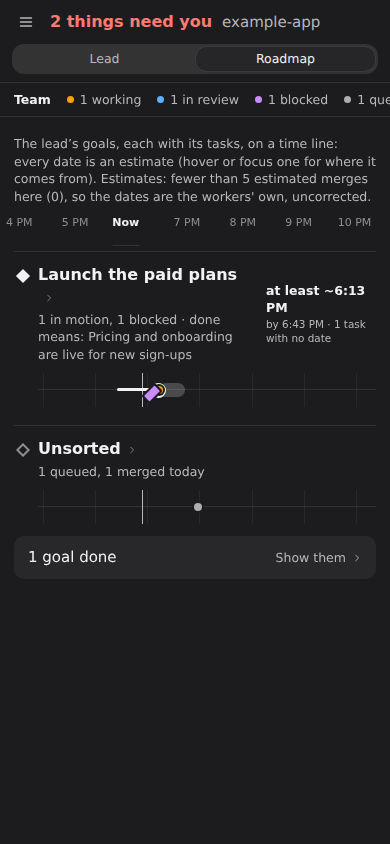 2 things need you example-app
Lead Roadmap
Team 1 working 1 in review 1 blocked 1 que
The lead’s goals, each with its tasks, on a time line:
every date is an estimate (hover or focus one for where it
comes from). Estimates: fewer than 5 estimated merges
here (0), so the dates are the workers' own, uncorrected.
4 PM 5 PM Now 7 PM 8 PM 9 PM 10 PM
Launch the paid plans
at least ~6:13
PM
by 6:43 PM · 1 task
with no date
1 in motion, 1 blocked · done
means: Pricing and onboarding
are live for new sign-ups
Unsorted
1 queued, 1 merged today
1 goal done Show them